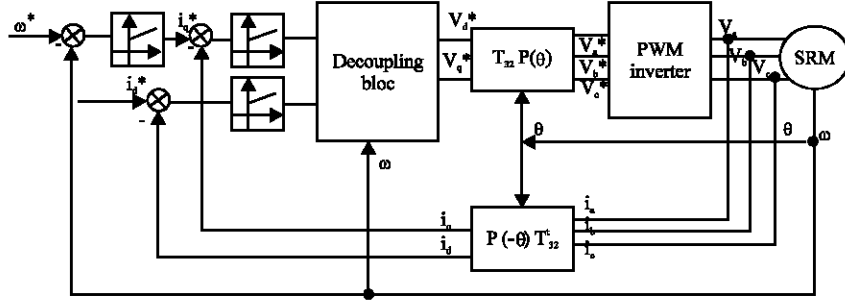 ω*
-
i_q*
-
i_d*
-
Decoupling
bloc
V_d*
V_q*
T_32 P(θ)
V_a*
V_b*
V_c*
PWM
inverter
V_a
V_b
V_c
SRM
θ
θ
ω
ω
i_q
i_d
P (-θ) T^t_32
i_a
i_b
i_c